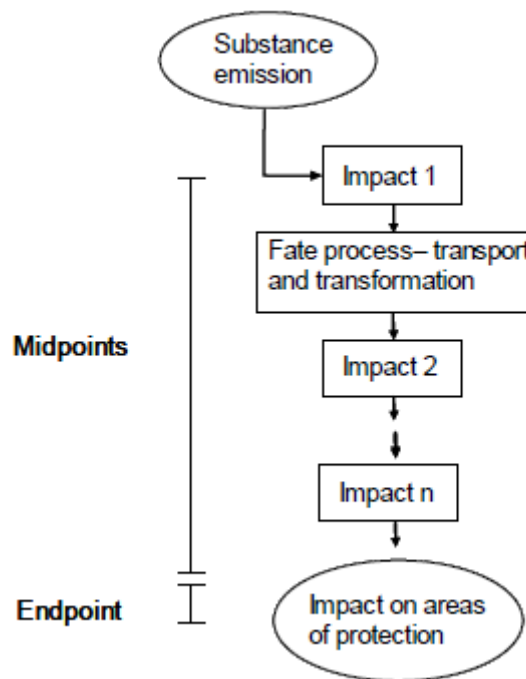 Substance
emission
Impact 1
Fate process– transport
and transformation
Midpoints
Impact 2
Impact n
Endpoint
Impact on areas
of protection